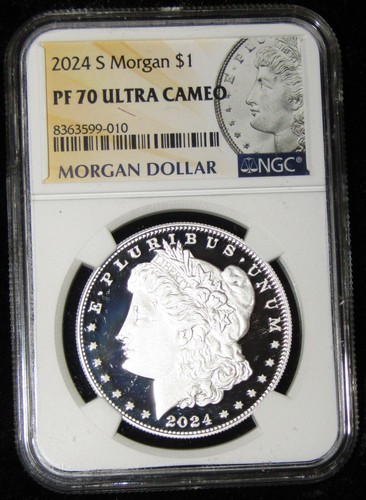 2024 S Morgan $1
PF 70 ULTRA CAMEO
8363599-010
MORGAN DOLLAR
NGC®
E·PLURIBUS·UNUM
2024